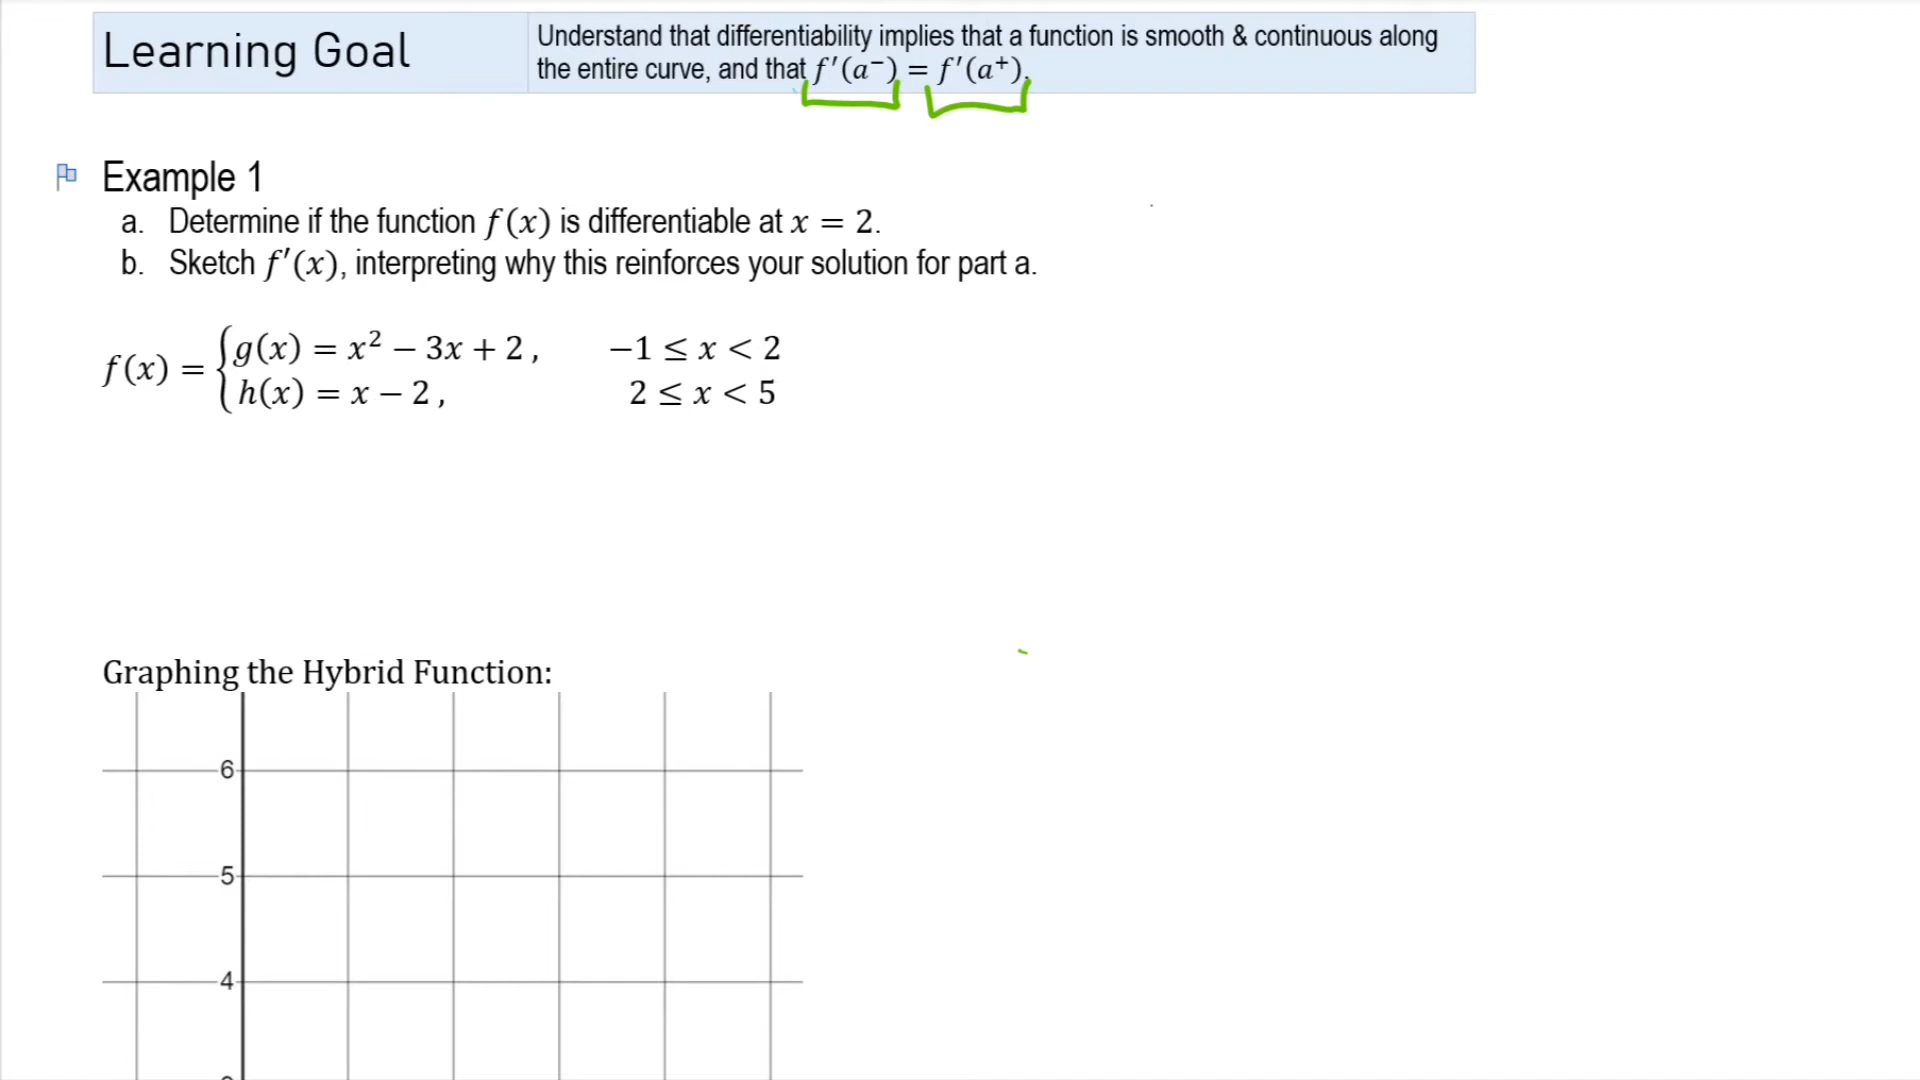 Learning Goal
Understand that differentiability implies that a function is smooth & continuous along
the entire curve, and that f′(a⁻) = f′(a⁺).
Example 1
a. Determine if the function f(x) is differentiable at x = 2.
b. Sketch f′(x), interpreting why this reinforces your solution for part a.
f(x) = { g(x) = x² − 3x + 2 , −1 ≤ x < 2
h(x) = x − 2 , 2 ≤ x < 5
Graphing the Hybrid Function:
6
5
4